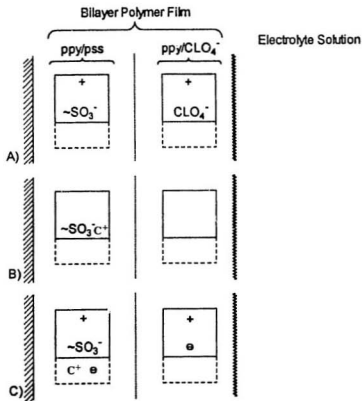 Bilayer Polymer Film
ppy/pss
ppy/CLO₄⁻
Electrolyte Solution
+
~SO₃⁻
+
CLO₄⁻
A)
~SO₃⁻C⁺
B)
+
~SO₃⁻
C⁺ ⊖
+
⊖
C)